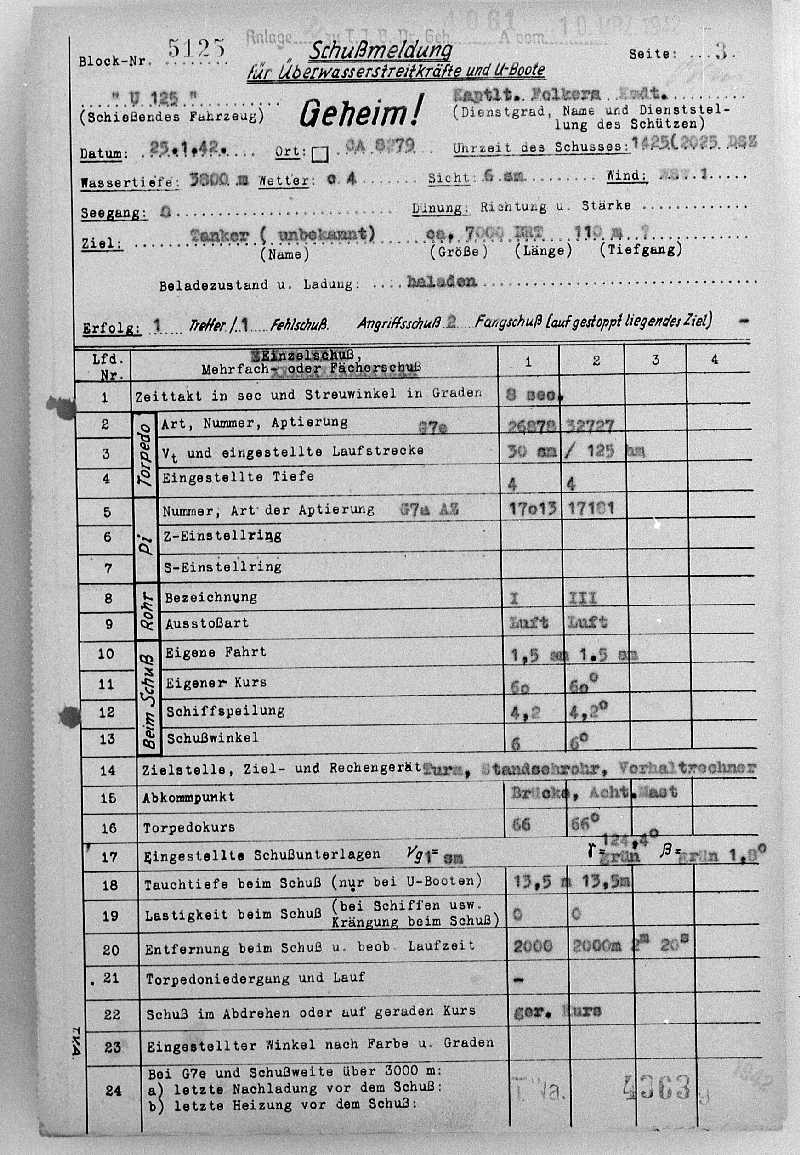 Anlage zu T.I.B.Nr. Geh. A vom 10. 1942
Block-Nr. 5125 Schußmeldung Seite: 3.
für Überwasserstreitkräfte und U-Boote
" U 125 " Geheim! Kaptlt. Folkers Kmdt.
(Schießendes Fahrzeug) (Dienstgrad, Name und Dienststel-
lung des Schützen)
Datum: 25.1.42. Ort: CA 8279 Uhrzeit des Schusses: 1425(2025 DSZ
Wassertiefe: 3800 m Wetter: c 4 Sicht: 6 sm Wind: 1
Seegang: 0 Dünung: Richtung u. Stärke
Ziel: Tanker ( unbekannt) ca. 7000 BRT 110 m ?
(Name) (Größe) (Länge) (Tiefgang)
Beladezustand u. Ladung: beladen
Erfolg: 1 Treffer /. 1 Fehlschuß. Angriffsschuß 2 Fangschuß (auf gestoppt liegendes Ziel) -
Lfd. Nr. Einzelschuß, Mehrfach- oder Fächerschuß 1 2 3 4
1 Zeittakt in sec und Streuwinkel in Graden 8 sec.
Torpedo
2 Art, Nummer, Aptierung G7e 26878 32727
3 Vt und eingestellte Laufstrecke 30 sm / 125 hm
4 Eingestellte Tiefe 4 4
Pi
5 Nummer, Art der Aptierung G7a AZ 17013 17181
6 Z-Einstellring
7 S-Einstellring
Rohr
8 Bezeichnung I III
9 Ausstoßart Luft Luft
Beim Schuß
10 Eigene Fahrt 1,5 sm 1.5 sm
11 Eigener Kurs 60 60°
12 Schiffspeilung 4,2 4,2°
13 Schußwinkel 6 6°
14 Zielstelle, Ziel- und Rechengerät Turm, Standsehrohr, Vorhaltrechner
15 Abkommpunkt Brücke, Acht.Mast
16 Torpedokurs 66 66°
17 Eingestellte Schußunterlagen Vg= 1 sm γ= 124,4° grün β= grün 1,8°
18 Tauchtiefe beim Schuß (nur bei U-Booten) 13,5 m 13,5m
19 Lastigkeit beim Schuß (bei Schiffen usw. Krängung beim Schuß) 0 0
20 Entfernung beim Schuß u. beob. Laufzeit 2000 2000m 2m 20s
21 Torpedoniedergang und Lauf -
22 Schuß im Abdrehen oder auf geraden Kurs ger. Kurs
23 Eingestellter Winkel nach Farbe u. Graden
24 Bei G7e und Schußweite über 3000 m:
a) letzte Nachladung vor dem Schuß:
b) letzte Heizung vor dem Schuß:
T.Wa. 4363 g 1942
TKA.